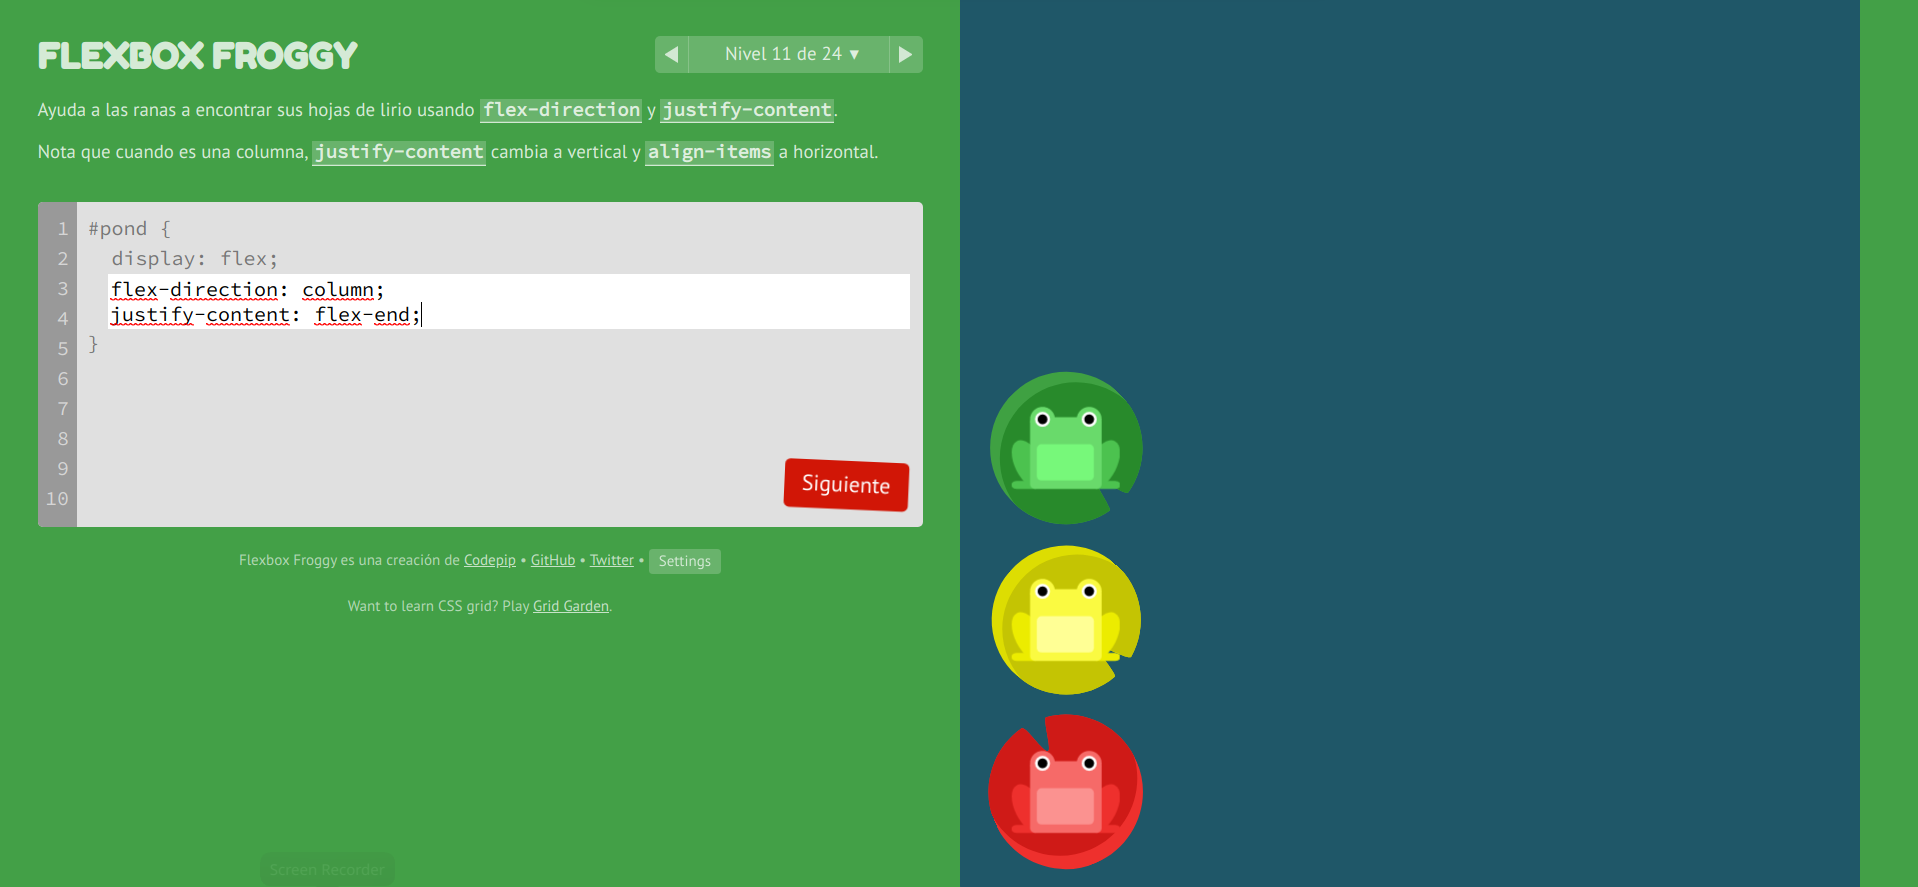 FLEXBOX FROGGY
◀ Nivel 11 de 24 ▼ ▶
Ayuda a las ranas a encontrar sus hojas de lirio usando flex-direction y justify-content.
Nota que cuando es una columna, justify-content cambia a vertical y align-items a horizontal.
1 #pond {
2 display: flex;
3 flex-direction: column;
4 justify-content: flex-end;
5 }
6
7
8
9
10
Siguiente
Flexbox Froggy es una creación de Codepip • GitHub • Twitter • Settings
Want to learn CSS grid? Play Grid Garden.
Screen Recorder